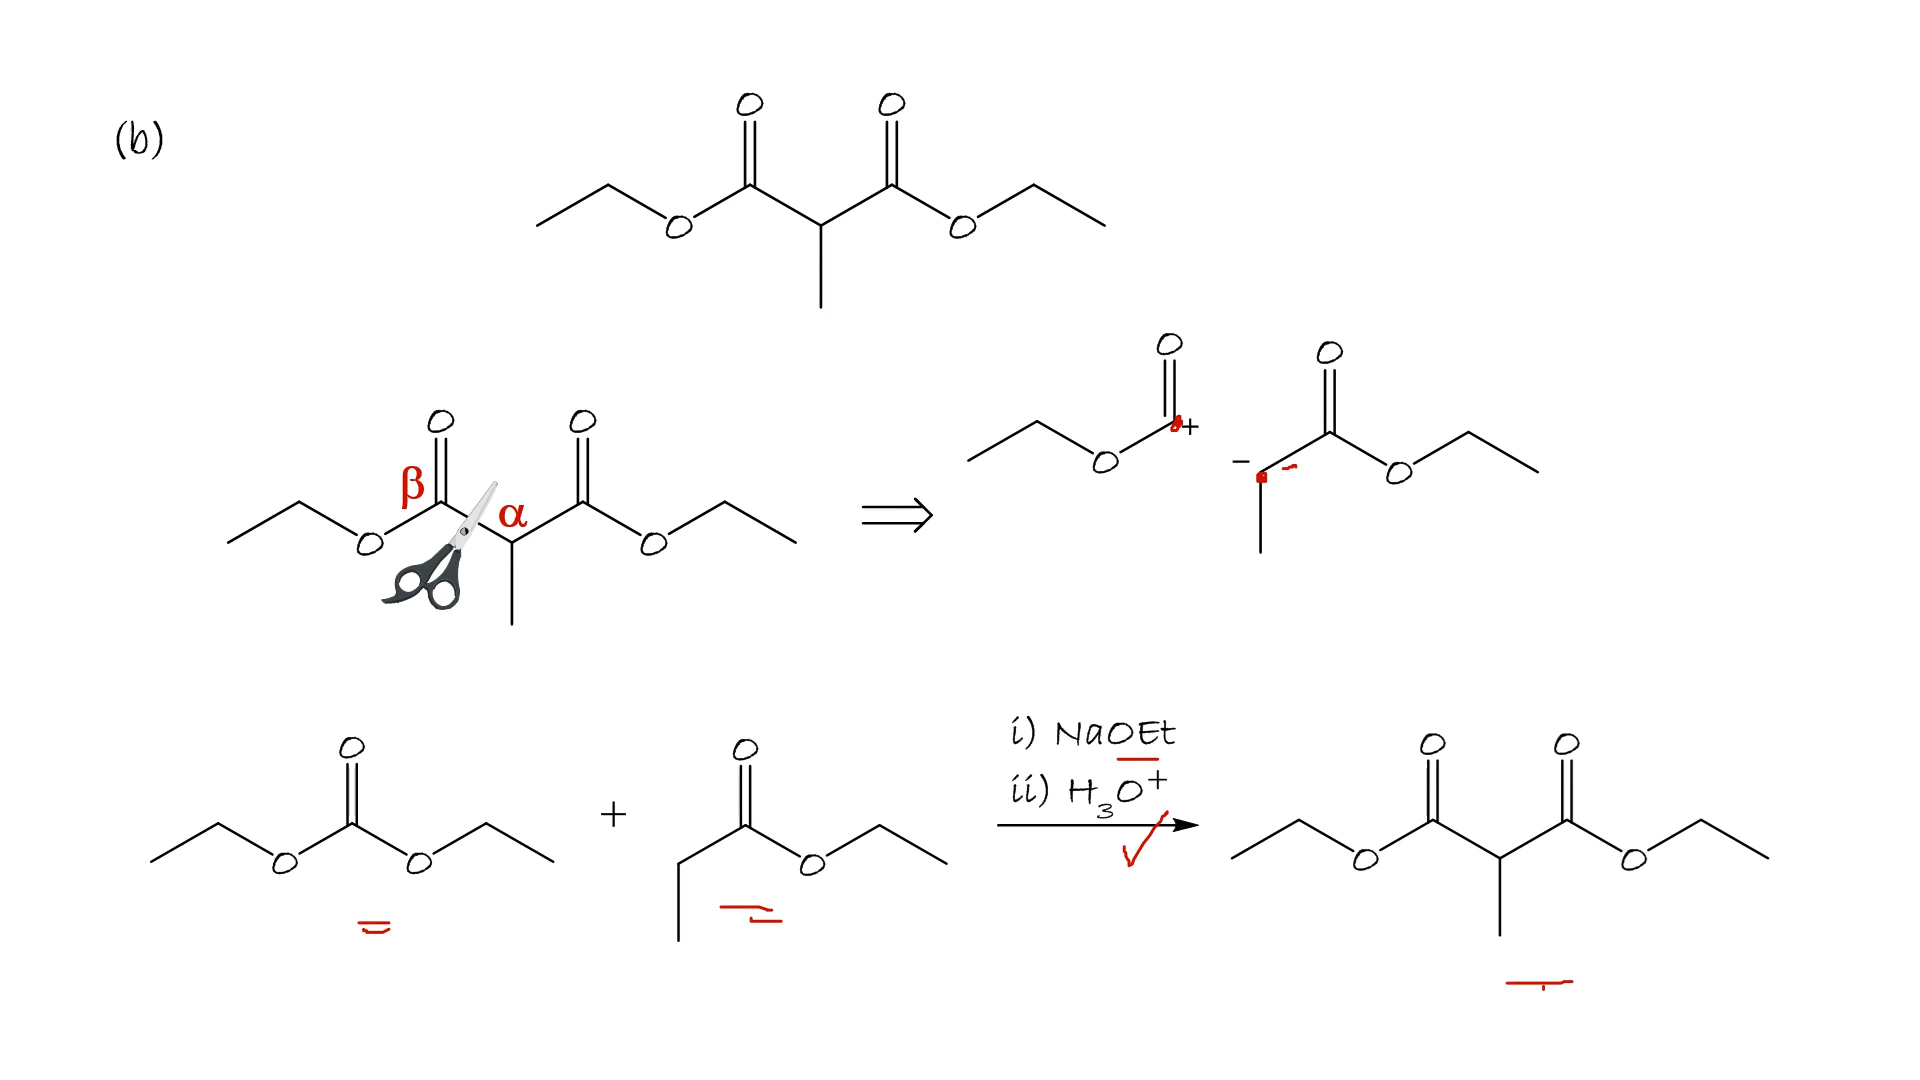 (b)
O O
O O
O O
O + − O O
β α
O O
O O
i) NaOEt
ii) H3O+
O + O O O
O O O O O